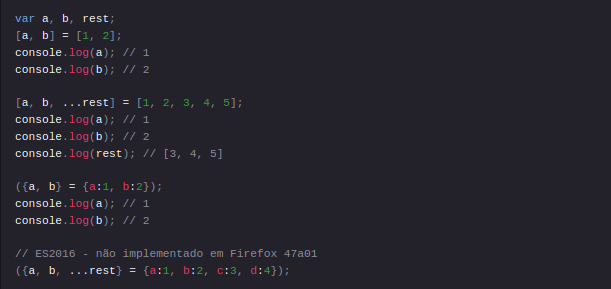 var a, b, rest;
[a, b] = [1, 2];
console.log(a); // 1
console.log(b); // 2

[a, b, ...rest] = [1, 2, 3, 4, 5];
console.log(a); // 1
console.log(b); // 2
console.log(rest); // [3, 4, 5]

({a, b} = {a:1, b:2});
console.log(a); // 1
console.log(b); // 2

// ES2016 - não implementado em Firefox 47a01
({a, b, ...rest} = {a:1, b:2, c:3, d:4});